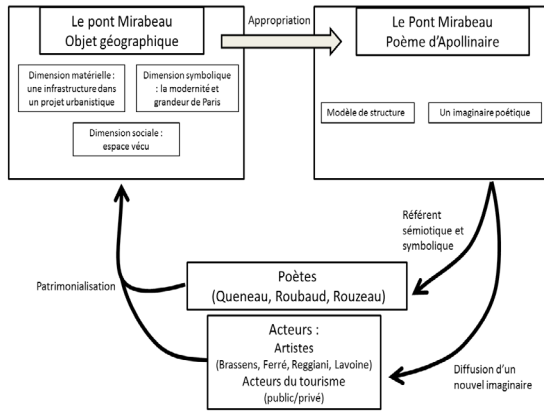 Le pont Mirabeau
Objet géographique
Appropriation
Le Pont Mirabeau
Poème d'Apollinaire
Dimension matérielle :
une infrastructure dans
un projet urbanistique
Dimension symbolique
: la modernité et
grandeur de Paris
Dimension sociale :
espace vécu
Modèle de structure
Un imaginaire poétique
Référent
sémiotique et
symbolique
Patrimonialisation
Poètes
(Queneau, Roubaud, Rouzeau)
Acteurs :
Artistes
(Brassens, Ferré, Reggiani, Lavoine)
Acteurs du tourisme
(public/privé)
Diffusion d'un
nouvel imaginaire